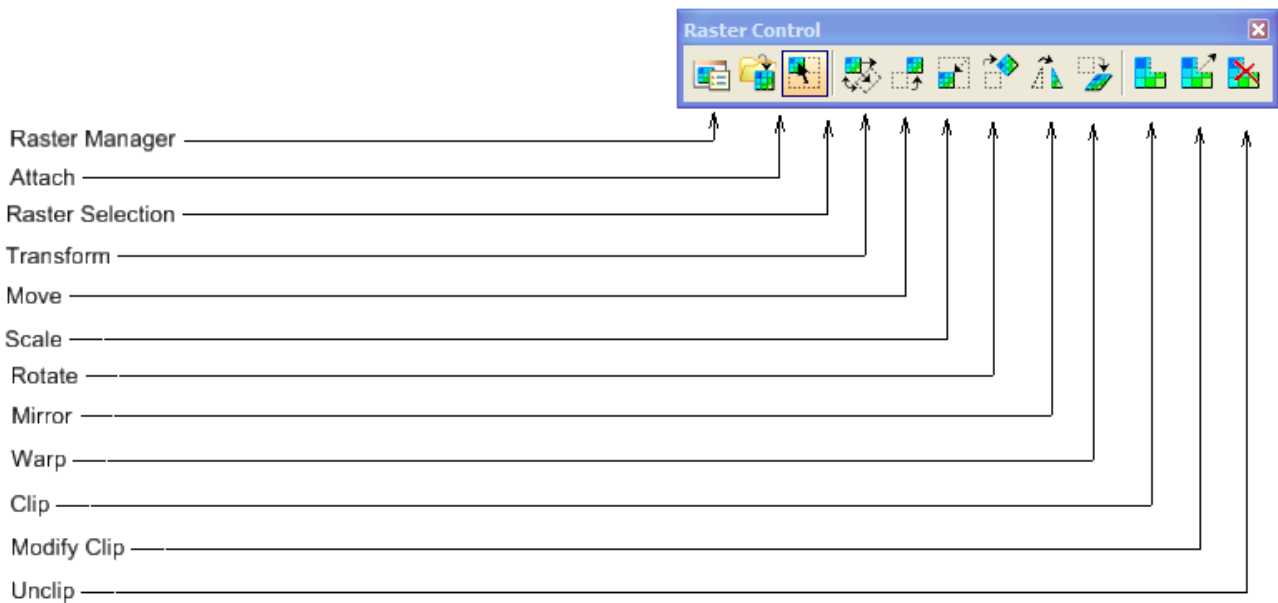 Raster Control
Raster Manager
Attach
Raster Selection
Transform
Move
Scale
Rotate
Mirror
Warp
Clip
Modify Clip
Unclip